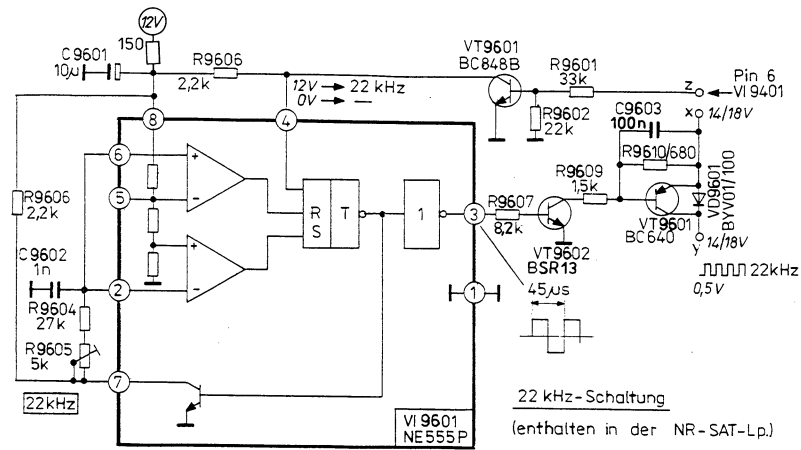 12V
150
C9601
10µ
R9606
2,2k
12V → 22 kHz
0V → —
VT9601
BC848B
R9601
33k
R9602
22k
Z
Pin 6
VI 9401
x
14/18V
C9603
100n
R9610/680
R9609
1,5k
VD9601
BYV01/100
VT9601
BC640
y
14/18V
22kHz
0,5V
8
4
6
5
R9606
2,2k
+
−
+
−
R
S
T
1
3
R9607
8,2k
VT9602
BSR13
45µs
C9602
1n
2
R9604
27k
R9605
5k
7
1
22kHz
VI 9601
NE555P
22 kHz-Schaltung
(enthalten in der NR-SAT-Lp.)